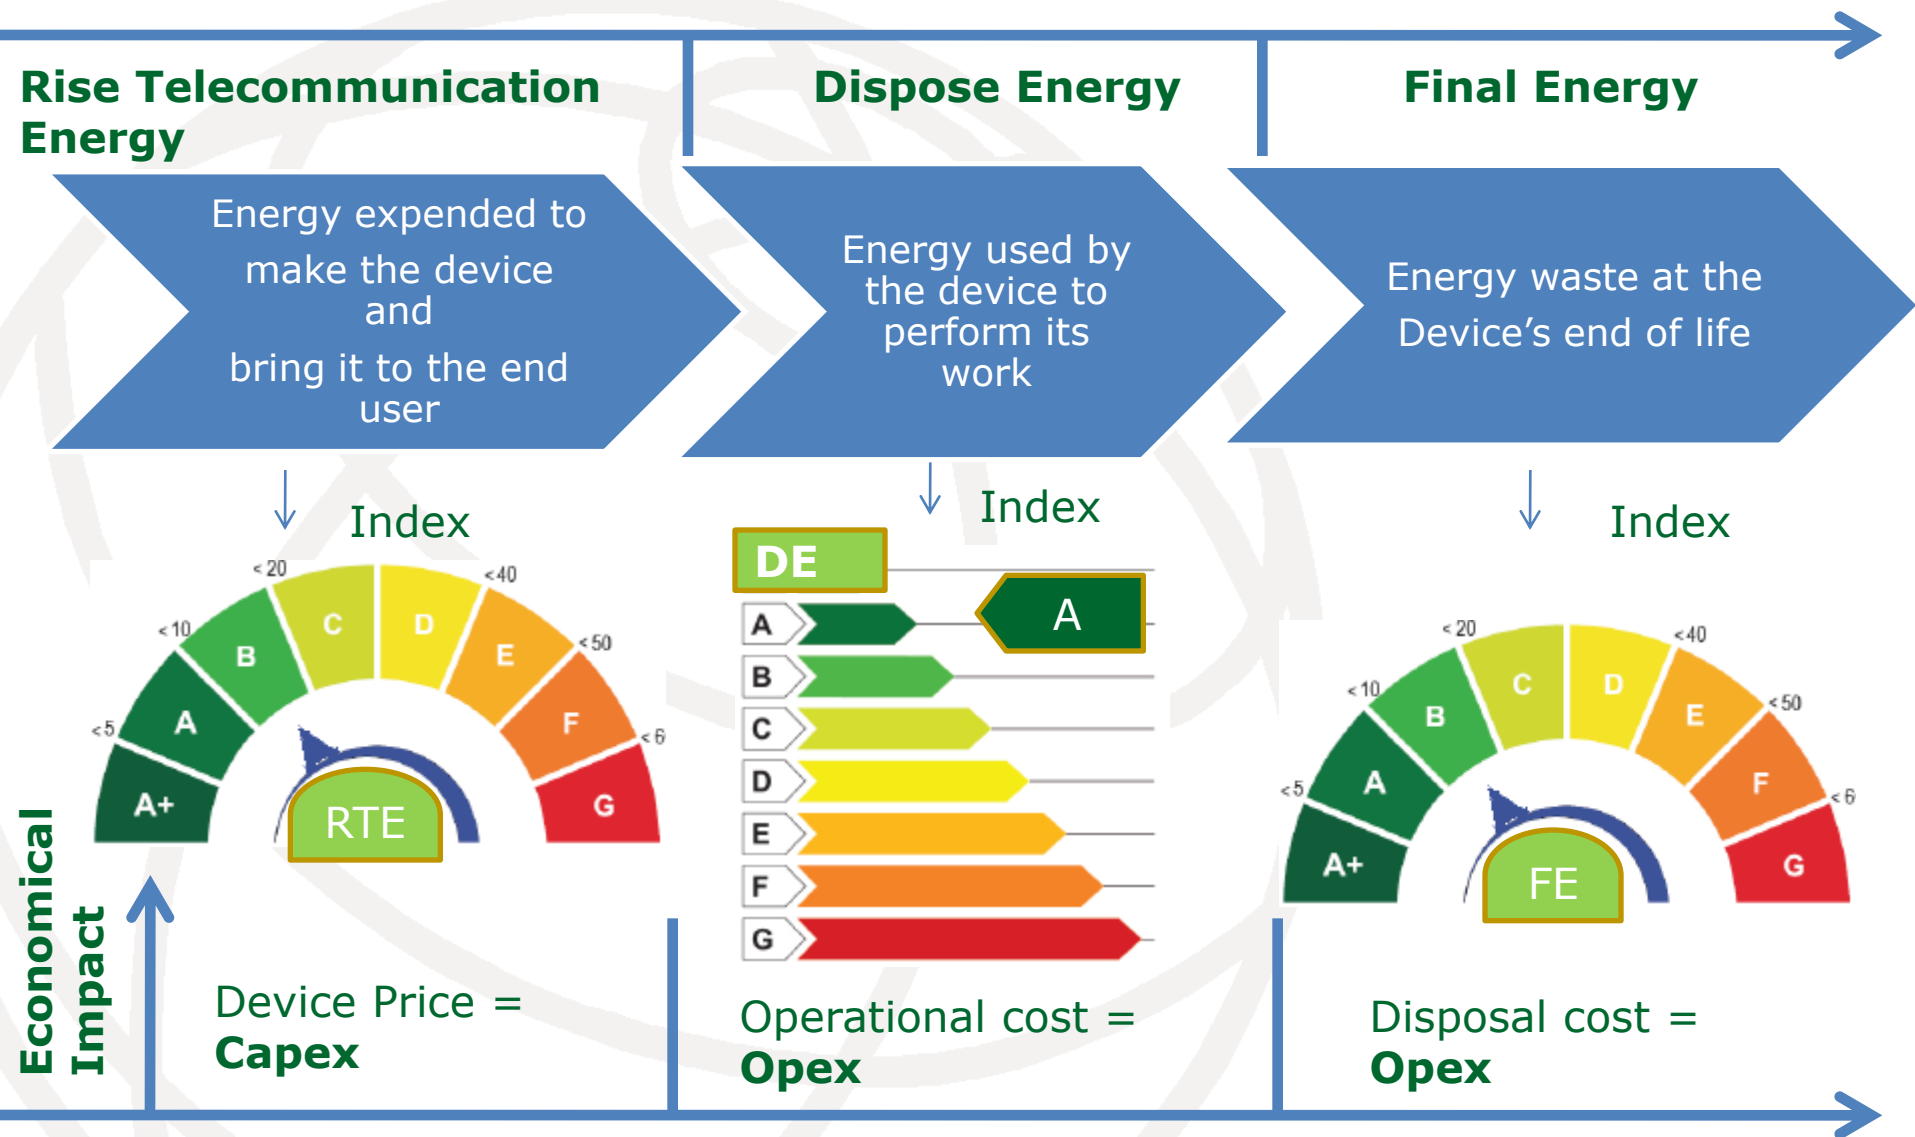 Rise Telecommunication
Energy
Dispose Energy
Final Energy
Energy expended to
make the device
and
bring it to the end
user
Energy used by
the device to
perform its
work
Energy waste at the
Device’s end of life
Index
Index
Index
<5
<10
<20
<40
<50
<6
A+
A
B
C
D
E
F
G
RTE
DE
A
A
B
C
D
E
F
G
<5
<10
<20
<40
<50
<6
A+
A
B
C
D
E
F
G
FE
Economical
Impact
Device Price =
Capex
Operational cost =
Opex
Disposal cost =
Opex